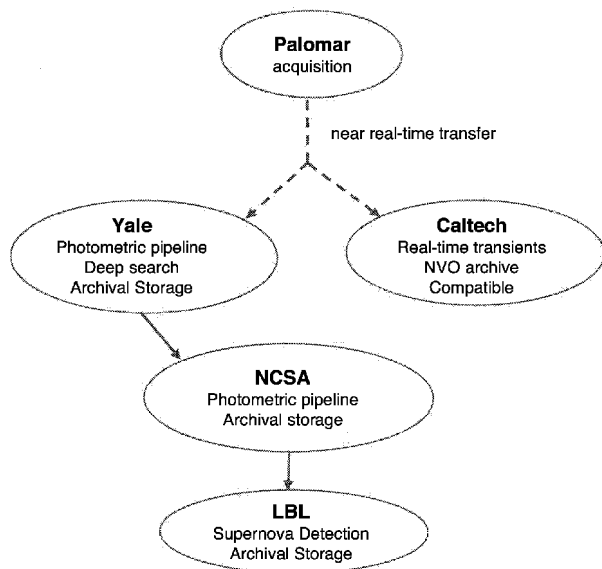 Palomar
acquisition
near real-time transfer
Yale
Photometric pipeline
Deep search
Archival Storage
Caltech
Real-time transients
NVO archive
Compatible
NCSA
Photometric pipeline
Archival storage
LBL
Supernova Detection
Archival Storage